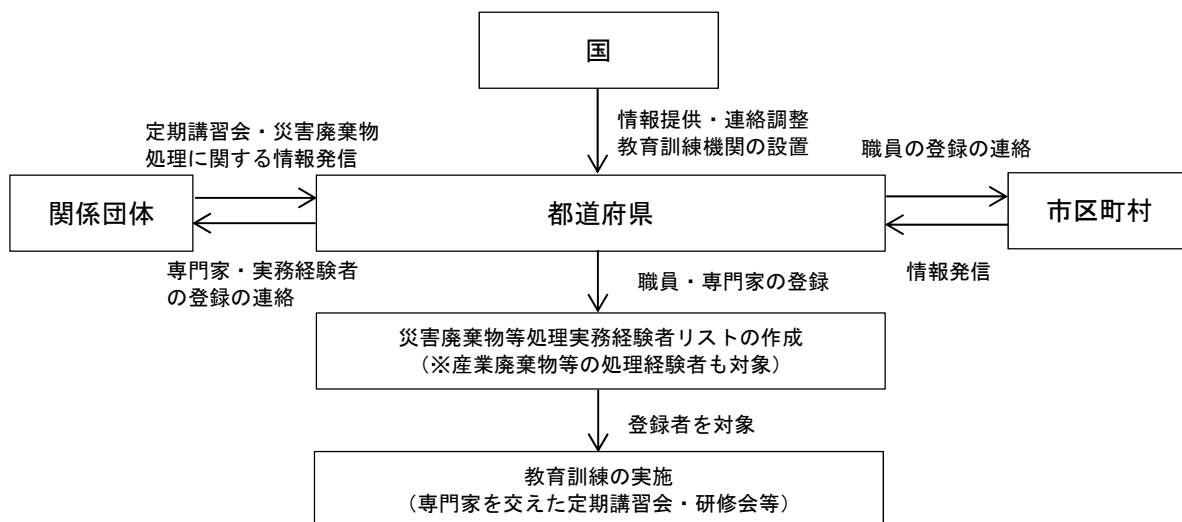 国
情報提供・連絡調整
教育訓練機関の設置
定期講習会・災害廃棄物
処理に関する情報発信
職員の登録の連絡
関係団体
都道府県
市区町村
専門家・実務経験者
の登録の連絡
情報発信
職員・専門家の登録
災害廃棄物等処理実務経験者リストの作成
（※産業廃棄物等の処理経験者も対象）
登録者を対象
教育訓練の実施
（専門家を交えた定期講習会・研修会等）